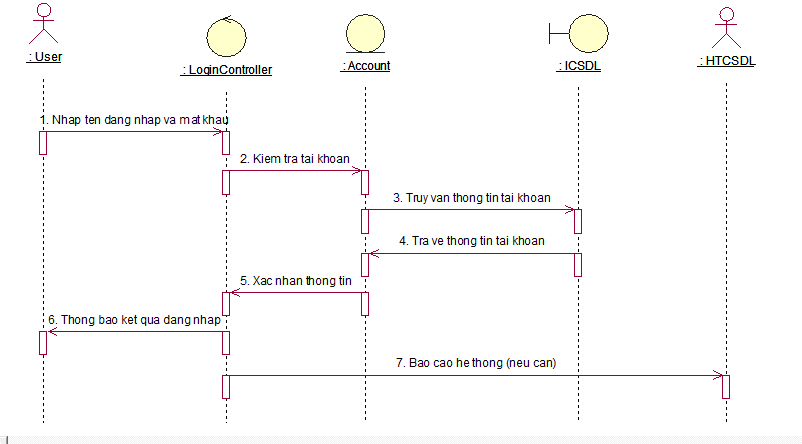 : User
: LoginController
: Account
: ICSDL
: HTCSDL
1. Nhap ten dang nhap va mat khau
2. Kiem tra tai khoan
3. Truy van thong tin tai khoan
4. Tra ve thong tin tai khoan
5. Xac nhan thong tin
6. Thong bao ket qua dang nhap
7. Bao cao he thong (neu can)